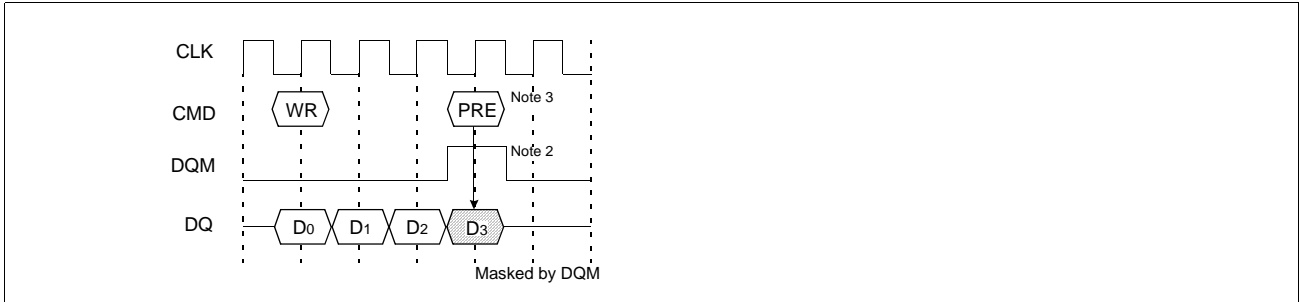 CLK
CMD WR PRE Note 3
DQM Note 2
DQ D0 D1 D2 D3
Masked by DQM